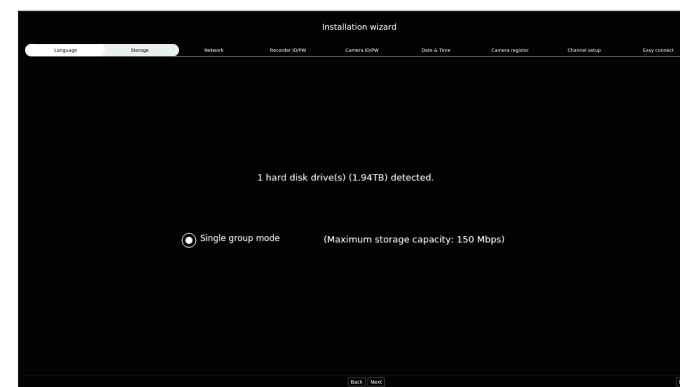 Installation wizard
Language Storage Network Recorder ID/PW Camera ID/PW Date & Time Camera register Channel setup Easy connect
1 hard disk drive(s) (1.94TB) detected.
Single group mode (Maximum storage capacity: 150 Mbps)
Back Next